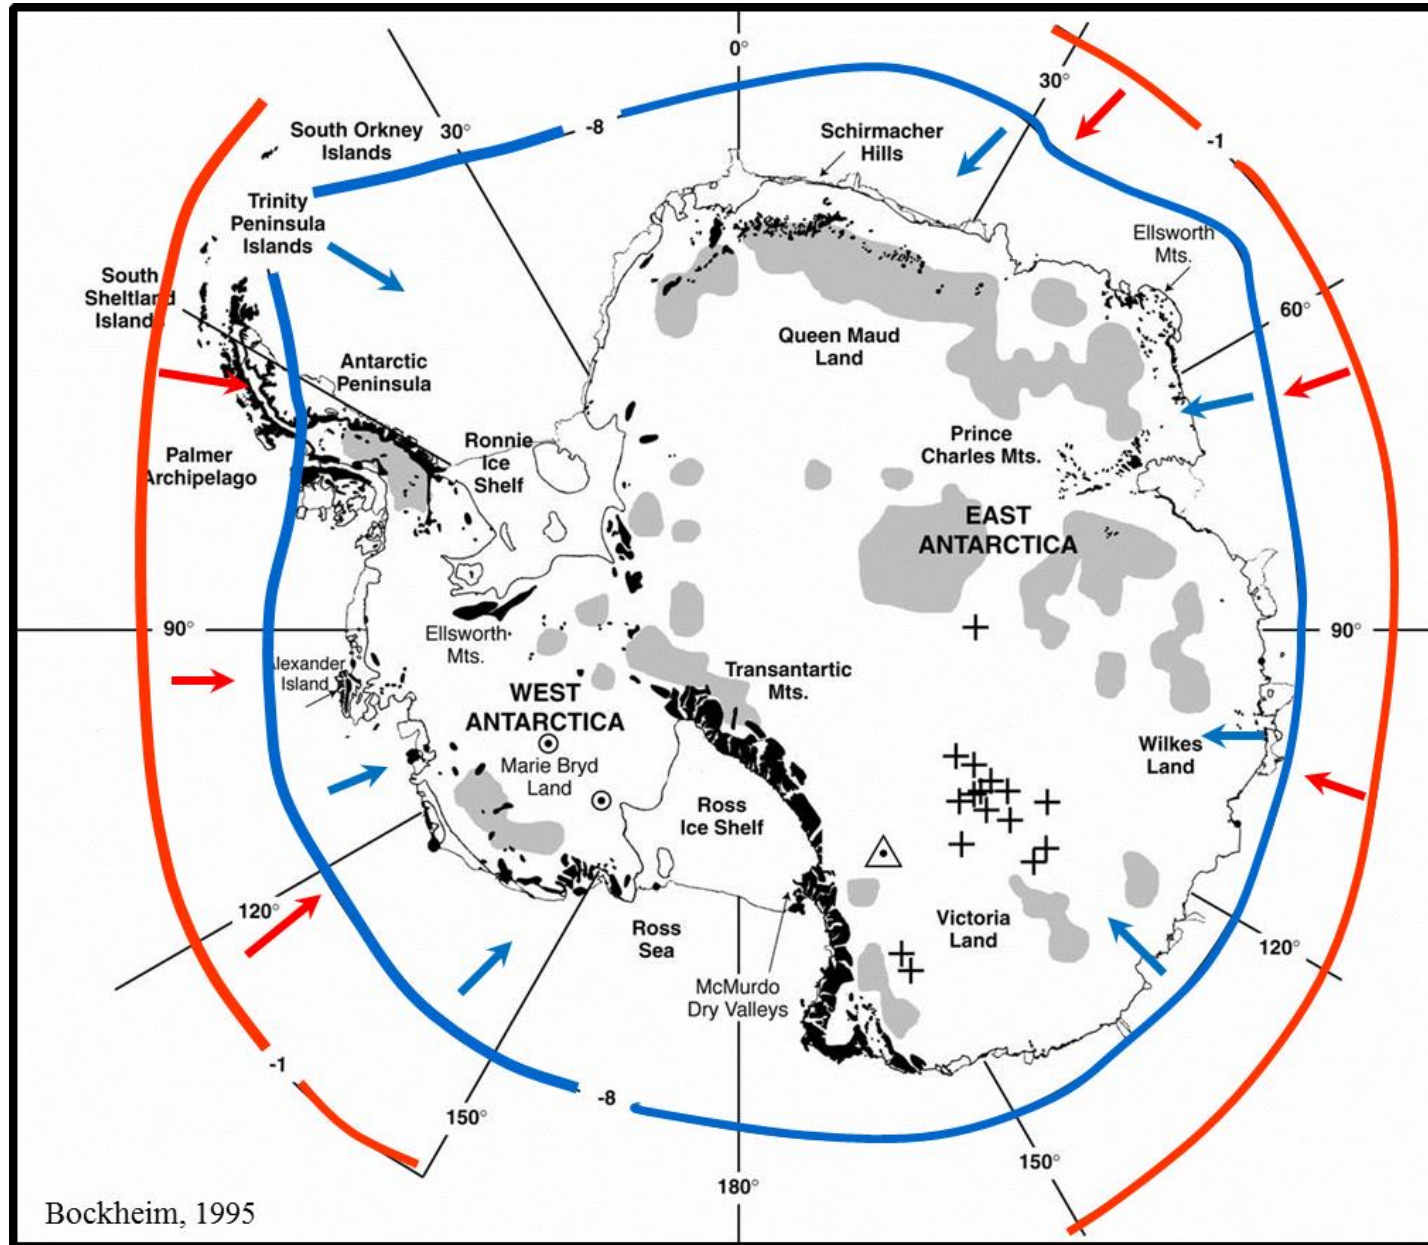 0°
30°
-1
South Orkney
Islands
30°
-8
Schirmacher
Hills
Trinity
Peninsula
Islands
Ellsworth
Mts.
South
Sheltland
Islands
60°
Queen Maud
Land
Antarctic
Peninsula
Ronnie
Ice
Shelf
Palmer
Archipelago
Prince
Charles Mts.
EAST
ANTARCTICA
90°
90°
Ellsworth
Mts.
Alexander
Island
WEST
ANTARCTICA
Transantartic
Mts.
Marie Bryd
Land
Wilkes
Land
Ross
Ice Shelf
120°
Victoria
Land
Ross
Sea
120°
McMurdo
Dry Valleys
-1
-8
150°
150°
180°
Bockheim, 1995